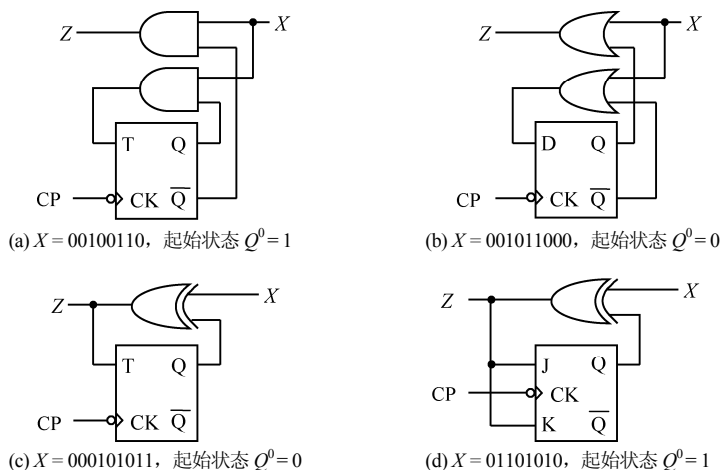 Z
X
T
Q
CP
CK
Q̅
(a) X = 00100110，起始状态 Q⁰ = 1
Z
X
D
Q
CP
CK
Q̅
(b) X = 001011000，起始状态 Q⁰ = 0
Z
X
T
Q
CP
CK
Q̅
(c) X = 000101011，起始状态 Q⁰ = 0
Z
X
J
Q
CP
CK
K
Q̅
(d) X = 01101010，起始状态 Q⁰ = 1